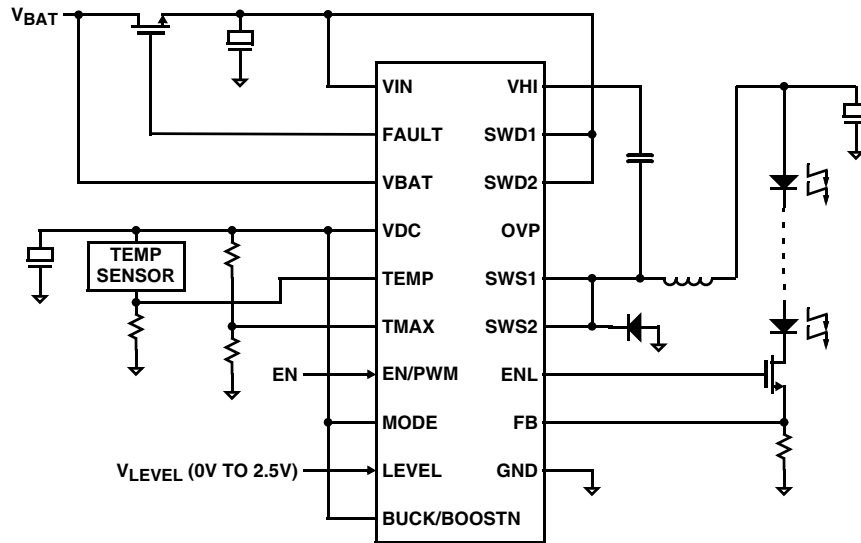 VBAT
VIN VHI
FAULT SWD1
VBAT SWD2
VDC OVP
TEMP
SENSOR
TEMP SWS1
TMAX SWS2
EN EN/PWM ENL
MODE FB
VLEVEL (0V TO 2.5V) LEVEL GND
BUCK/BOOSTN